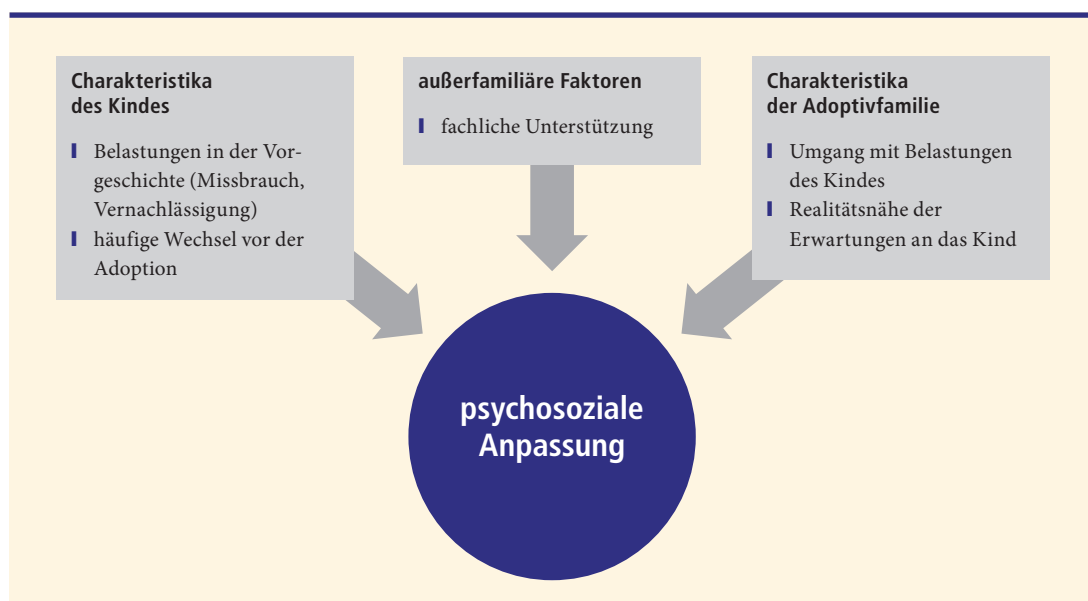 Charakteristika
des Kindes
Belastungen in der Vor-
geschichte (Missbrauch,
Vernachlässigung)
häufige Wechsel vor der
Adoption
außerfamiliäre Faktoren
fachliche Unterstützung
Charakteristika
der Adoptivfamilie
Umgang mit Belastungen
des Kindes
Realitätsnähe der
Erwartungen an das Kind
psychosoziale
Anpassung